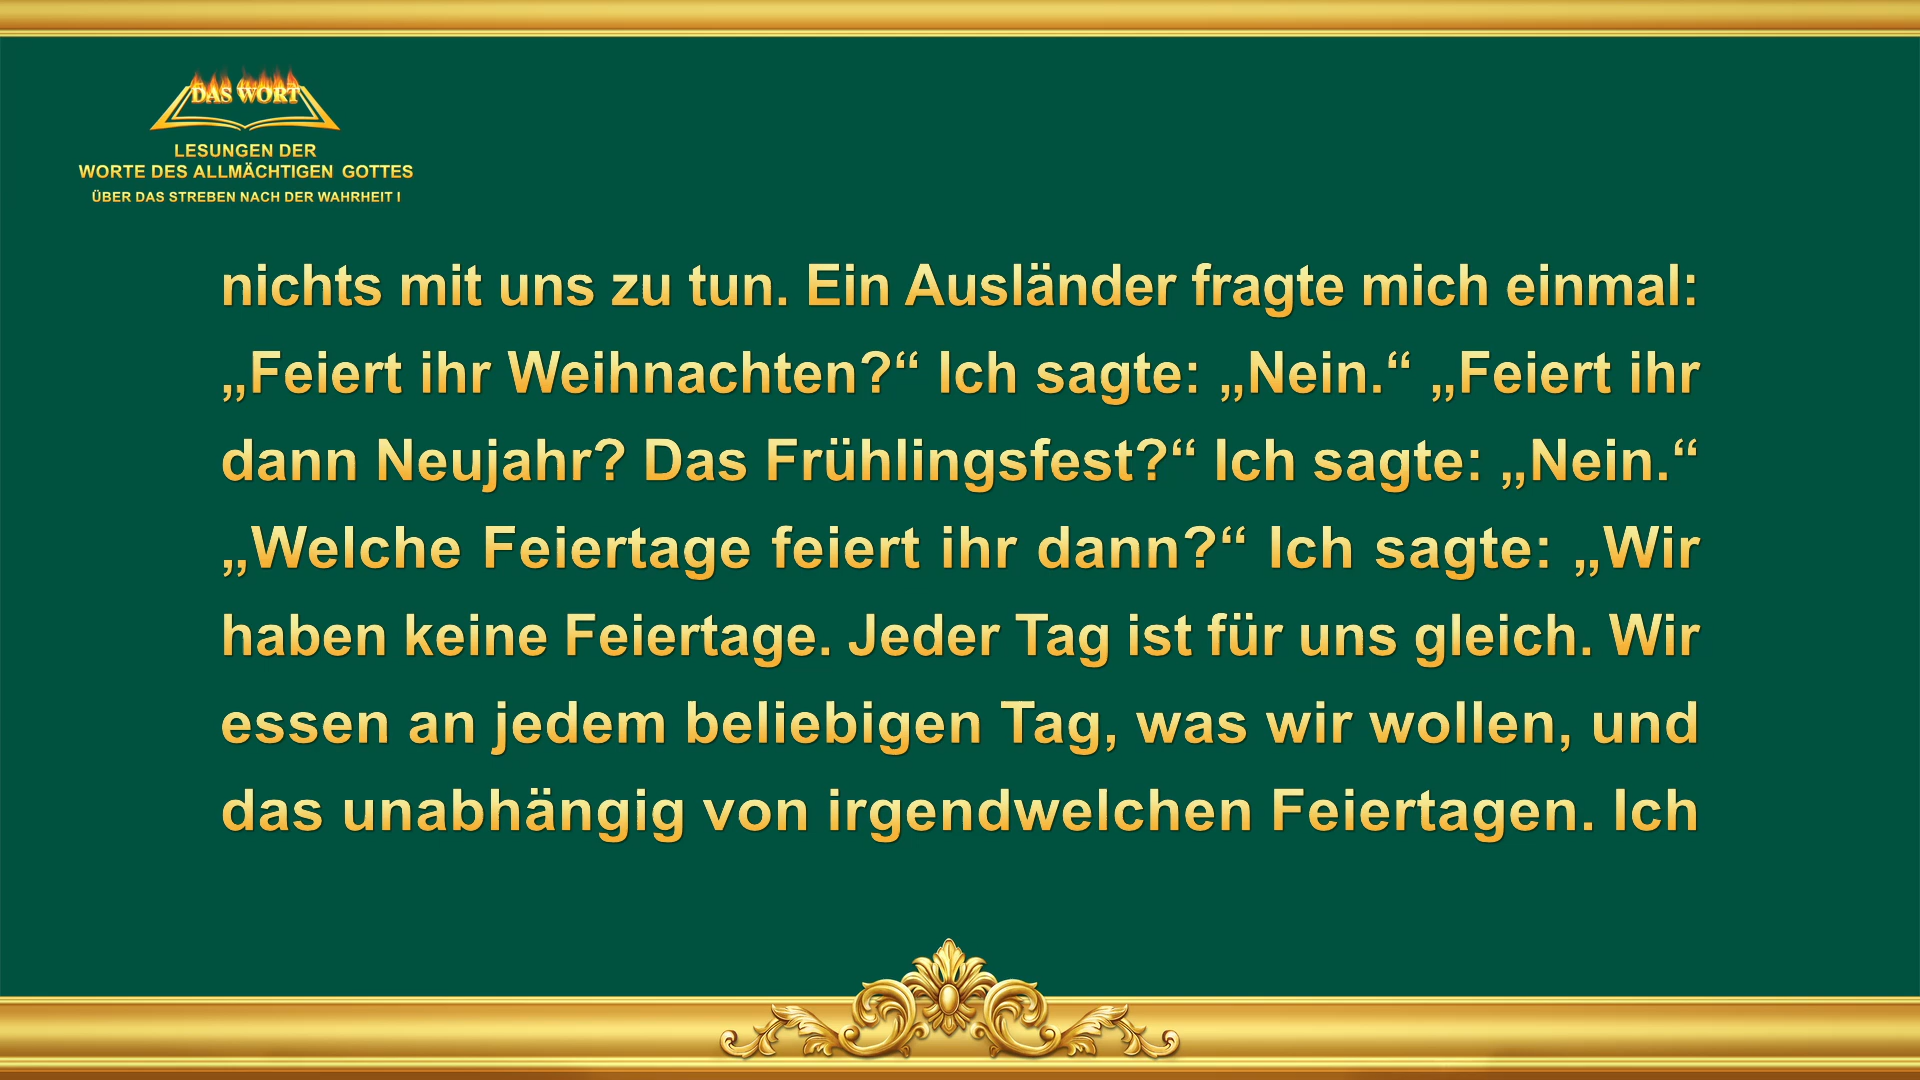 DAS WORT
LESUNGEN DER
WORTE DES ALLMÄCHTIGEN GOTTES
ÜBER DAS STREBEN NACH DER WAHRHEIT I
nichts mit uns zu tun. Ein Ausländer fragte mich einmal:
„Feiert ihr Weihnachten?“ Ich sagte: „Nein.“ „Feiert ihr
dann Neujahr? Das Frühlingsfest?“ Ich sagte: „Nein.“
„Welche Feiertage feiert ihr dann?“ Ich sagte: „Wir
haben keine Feiertage. Jeder Tag ist für uns gleich. Wir
essen an jedem beliebigen Tag, was wir wollen, und
das unabhängig von irgendwelchen Feiertagen. Ich